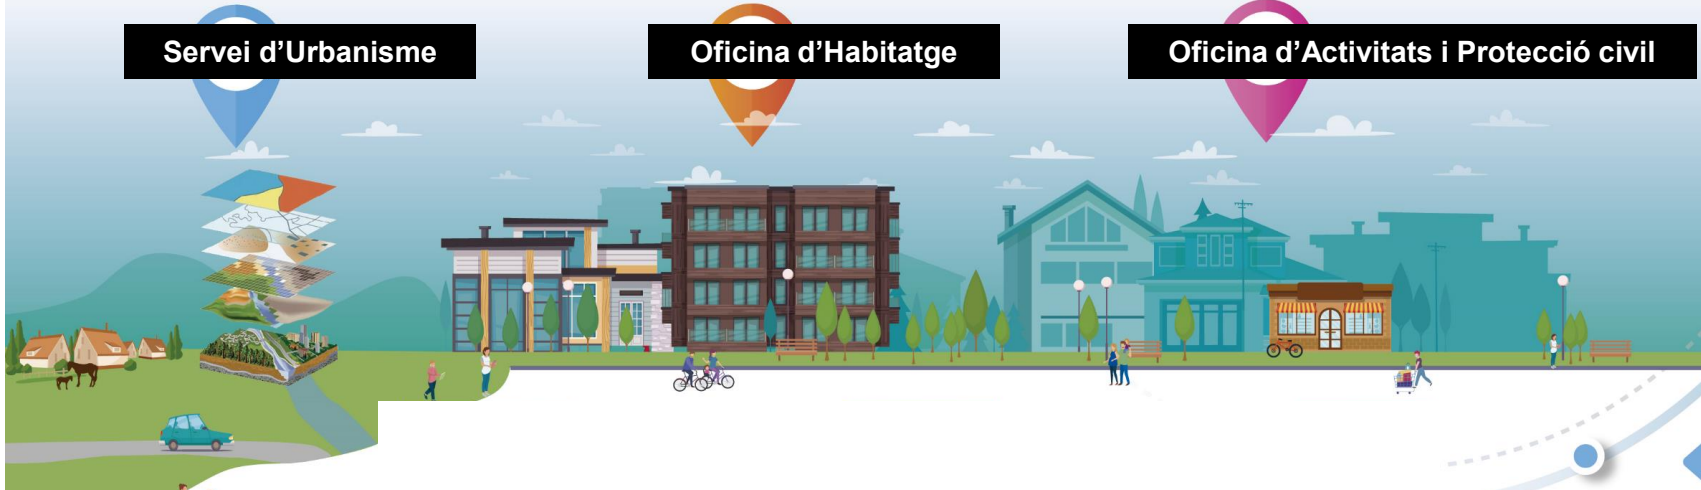 Servei d’Urbanisme
Oficina d’Habitatge
Oficina d’Activitats i Protecció civil